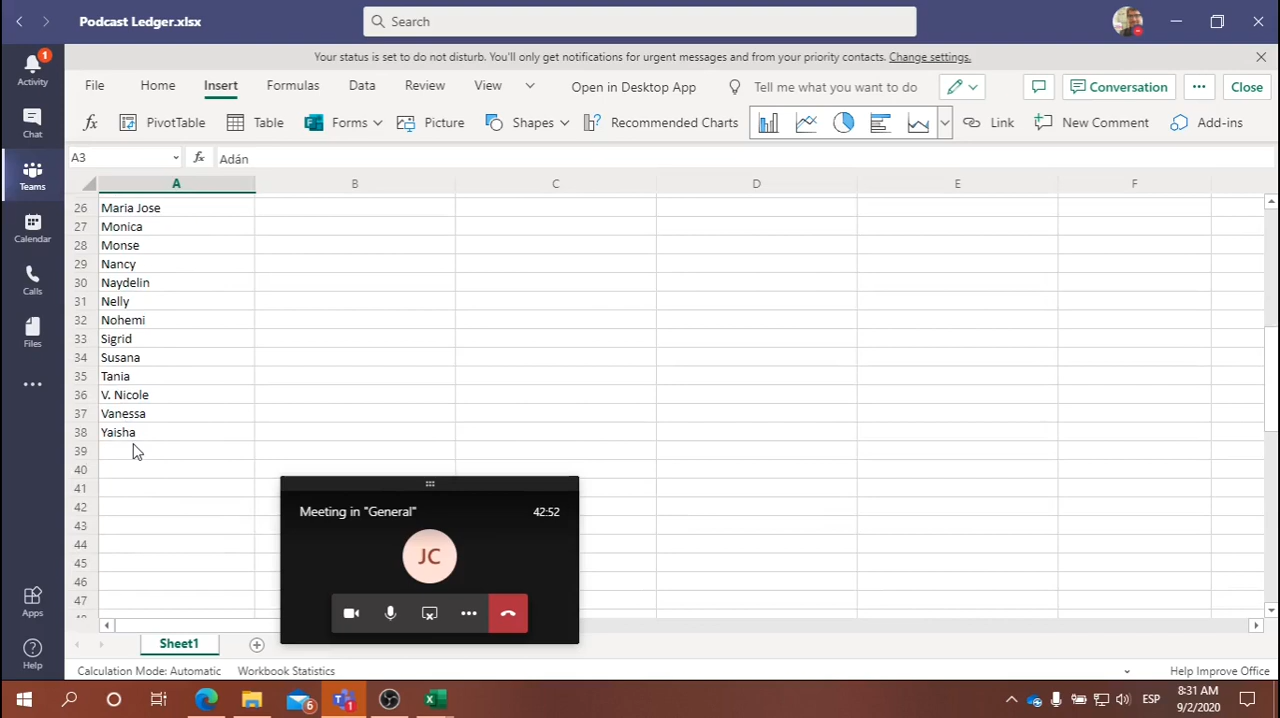 Podcast Ledger.xlsx
Search
Your status is set to do not disturb. You'll only get notifications for urgent messages and from your priority contacts. Change settings.
1
Activity
Chat
Teams
Calendar
Calls
Files
Apps
Help
File Home Insert Formulas Data Review View Open in Desktop App Tell me what you want to do Conversation Close
fx PivotTable Table Forms Picture Shapes Recommended Charts Link New Comment Add-ins
A3 fx Adán
A B C D E F
26 Maria Jose
27 Monica
28 Monse
29 Nancy
30 Naydelin
31 Nelly
32 Nohemi
33 Sigrid
34 Susana
35 Tania
36 V. Nicole
37 Vanessa
38 Yaisha
39
40
41
42
43
44
45
46
47
Meeting in "General" 42:52
JC
Sheet1
Calculation Mode: Automatic Workbook Statistics Help Improve Office
6 1 ESP 8:31 AM
9/2/2020